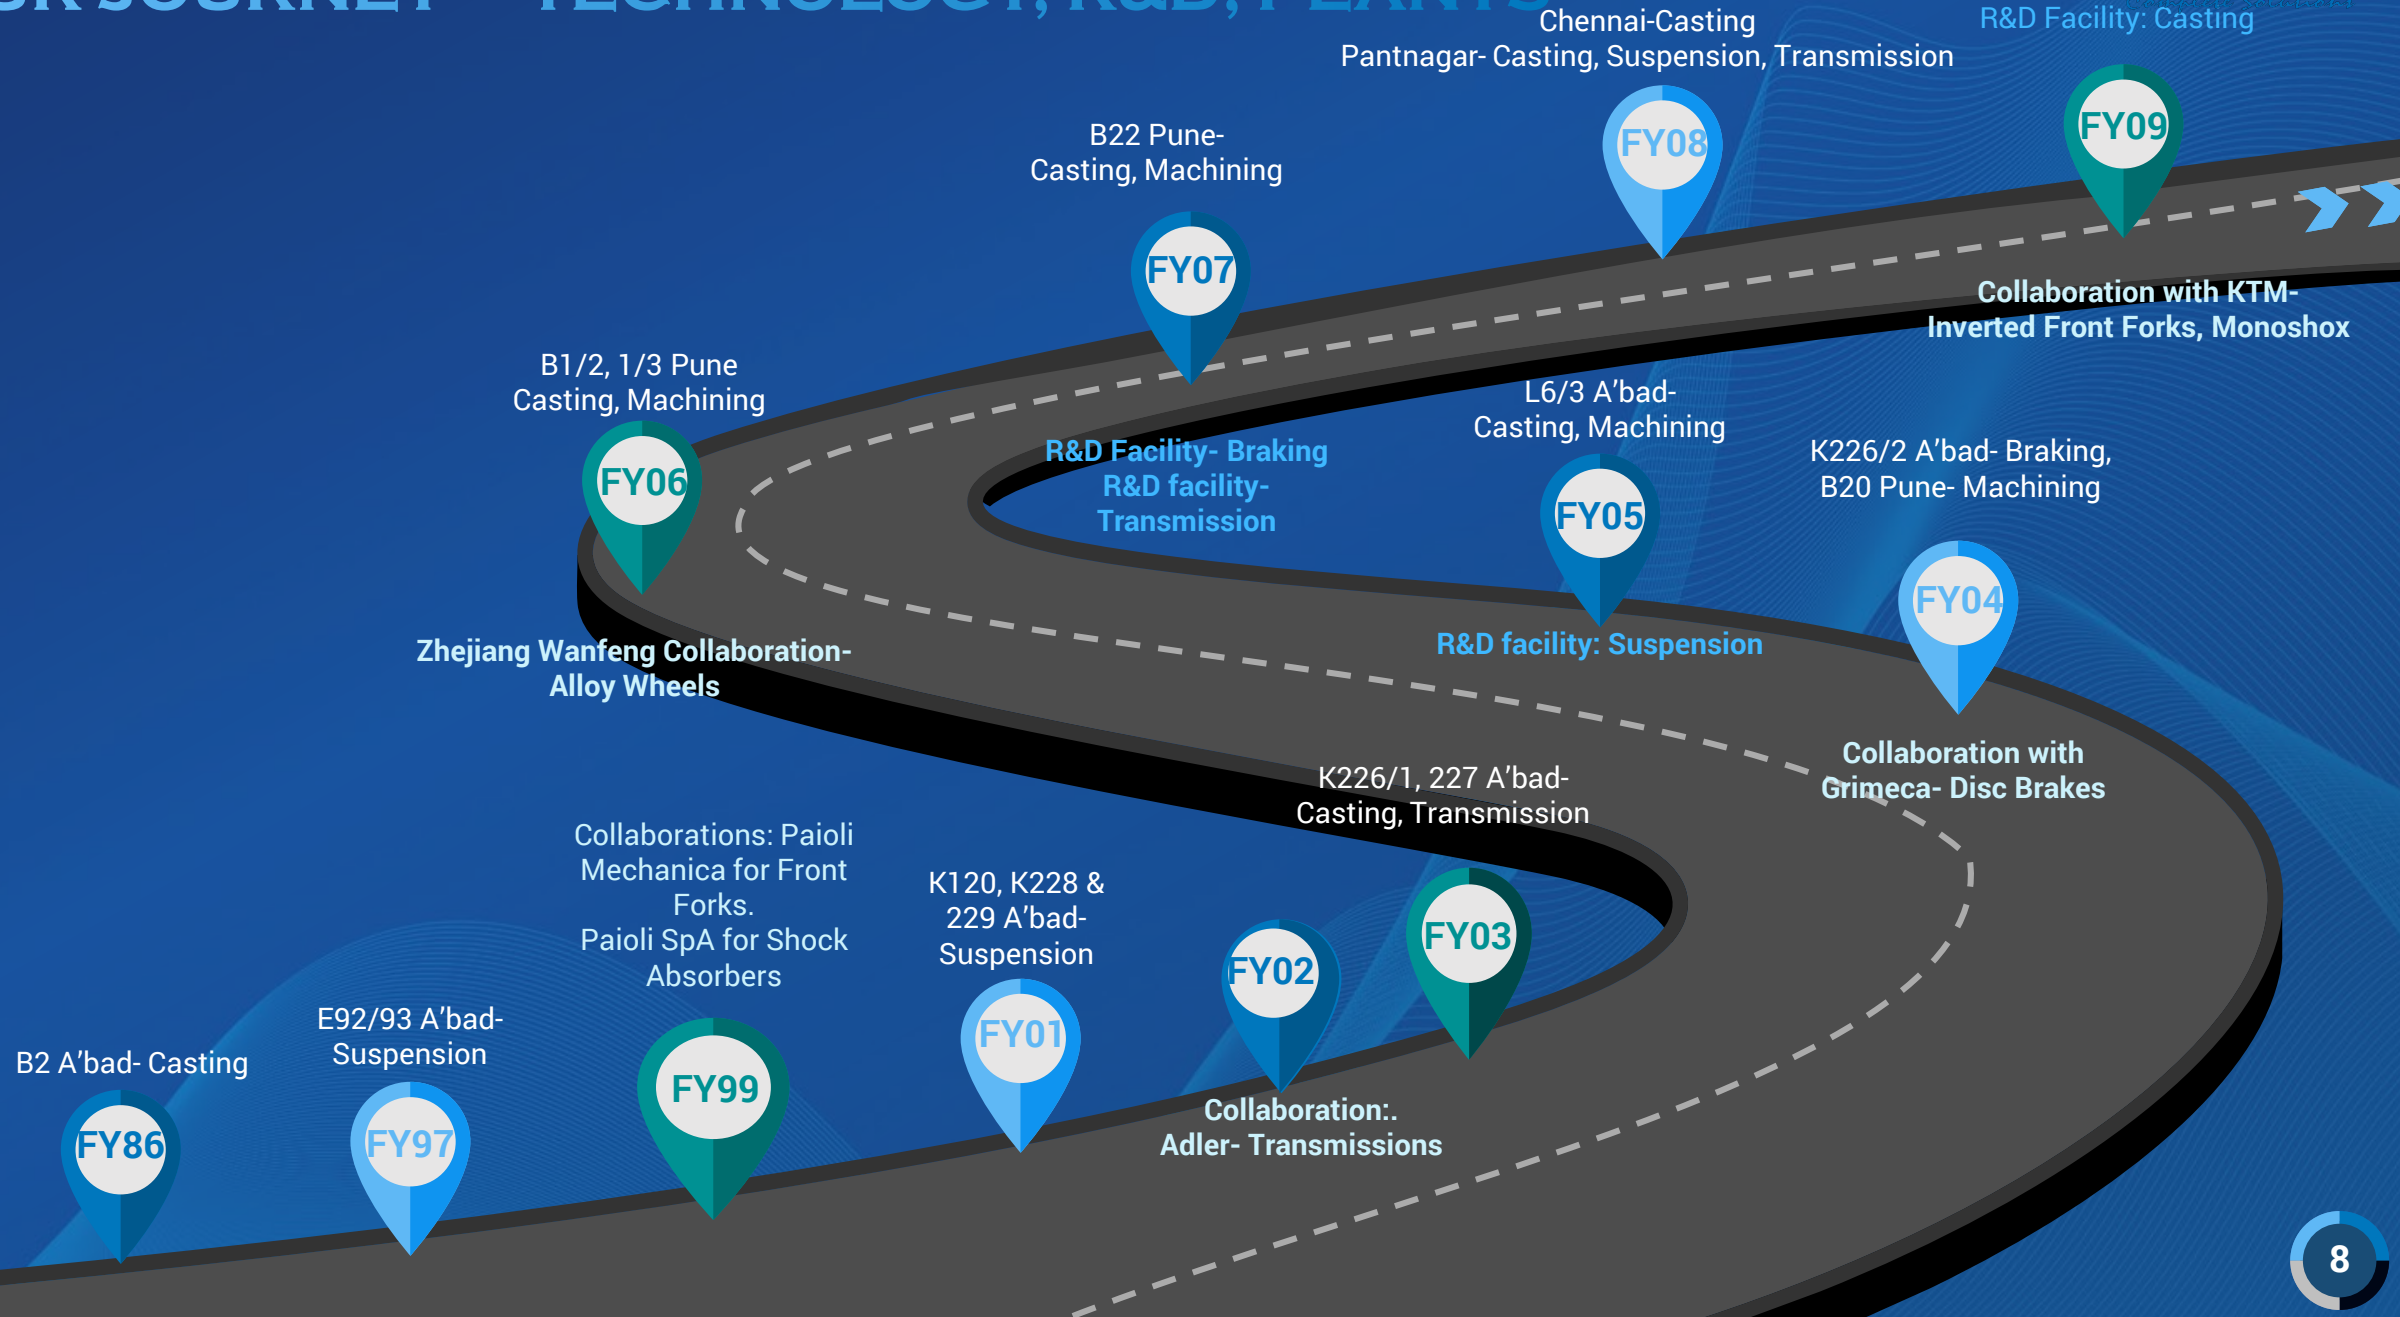 JOURNEY - TECHNOLOGY, R&D, PLANTS
Chennai-Casting
Pantnagar- Casting, Suspension, Transmission
FY08
R&D Facility: Casting
FY09
Collaboration with KTM-
Inverted Front Forks, Monoshox
B22 Pune-
Casting, Machining
FY07
R&D Facility- Braking
R&D facility-
Transmission
B1/2, 1/3 Pune
Casting, Machining
FY06
Zhejiang Wanfeng Collaboration-
Alloy Wheels
L6/3 A’bad-
Casting, Machining
FY05
R&D facility: Suspension
K226/2 A’bad- Braking,
B20 Pune- Machining
FY04
Collaboration with
Grimeca- Disc Brakes
K226/1, 227 A’bad-
Casting, Transmission
FY03
FY02
Collaboration:.
Adler- Transmissions
K120, K228 &
229 A’bad-
Suspension
FY01
Collaborations: Paioli
Mechanica for Front
Forks.
Paioli SpA for Shock
Absorbers
FY99
E92/93 A’bad-
Suspension
FY97
B2 A’bad- Casting
FY86
8